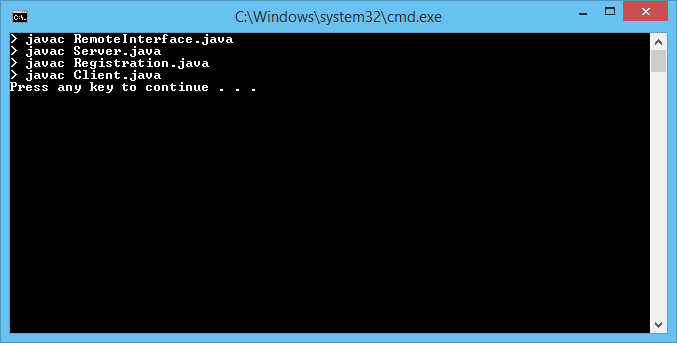 C:\Windows\system32\cmd.exe
> javac RemoteInterface.java
> javac Server.java
> javac Registration.java
> javac Client.java
Press any key to continue . . .